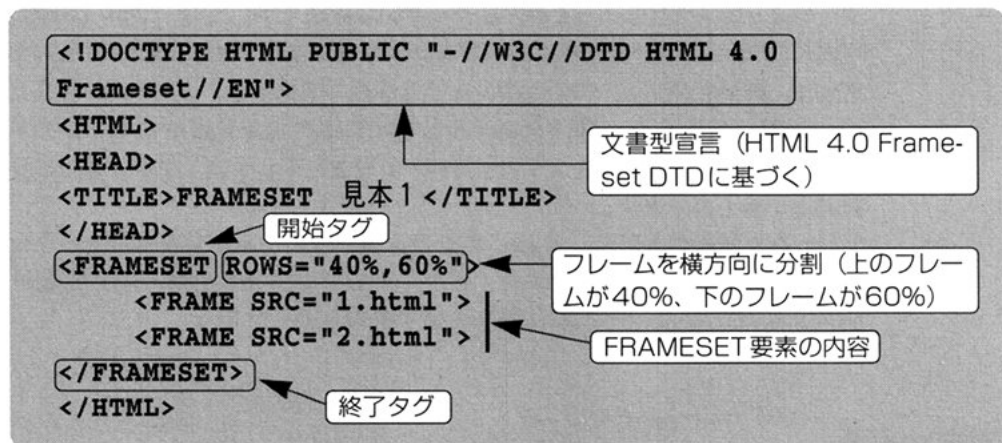 <!DOCTYPE HTML PUBLIC "-//W3C//DTD HTML 4.0
Frameset//EN">
<HTML>
文書型宣言（HTML 4.0 Frame-
set DTDに基づく）
<HEAD>
<TITLE>FRAMESET 見本1</TITLE>
</HEAD>
開始タグ
<FRAMESET ROWS="40%,60%">
フレームを横方向に分割（上のフレー
ムが40%、下のフレームが60%）
<FRAME SRC="1.html">
<FRAME SRC="2.html">
FRAMESET要素の内容
</FRAMESET>
終了タグ
</HTML>